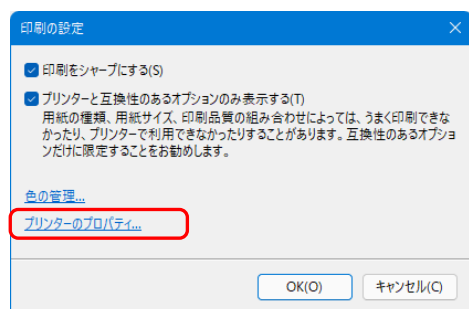 印刷の設定
印刷をシャープにする(S)
プリンターと互換性のあるオプションのみ表示する(T)
用紙の種類、用紙サイズ、印刷品質の組み合わせによっては、うまく印刷できな
かったり、プリンターで利用できなかったりすることがあります。互換性のあるオプショ
ンだけに限定することをお勧めします。
色の管理...
プリンターのプロパティ...
OK(O)
キャンセル(C)